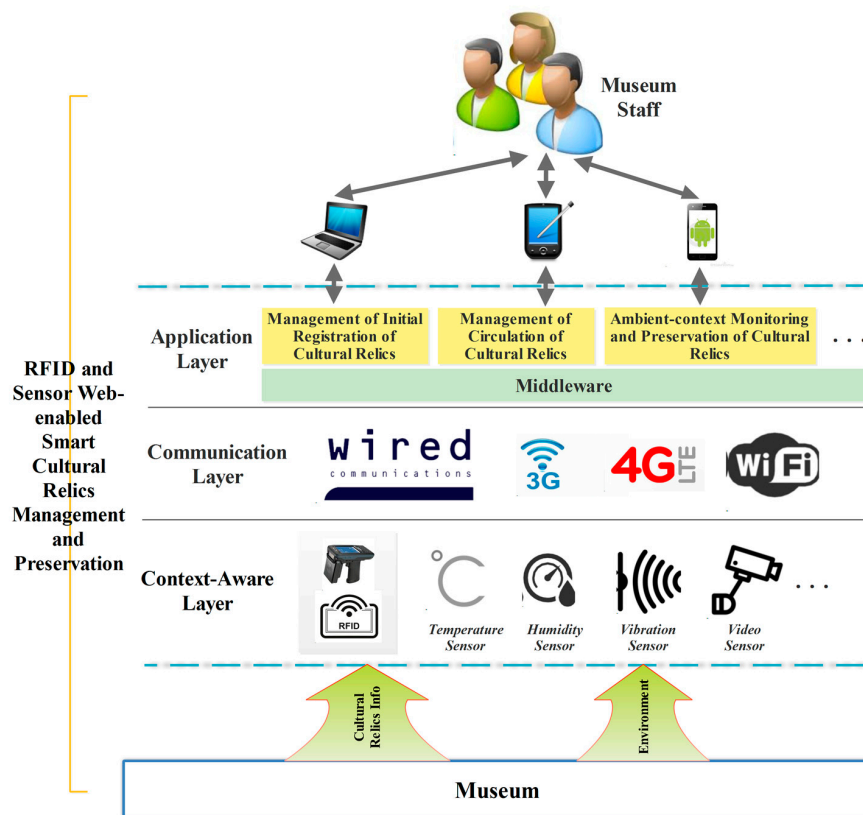 Museum
Staff
Management of Initial
Registration of
Cultural Relics
Management of
Circulation of
Cultural Relics
Ambient-context Monitoring
and Preservation of Cultural
Relics
Application
Layer
. . .
Middleware
RFID and
Sensor Web-
enabled
Smart
Cultural
Relics
Management
and
Preservation
Communication
Layer
wired
communications
3G
4G LTE
WiFi
Context-Aware
Layer
RFID
°C
Temperature
Sensor
Humidity
Sensor
Vibration
Sensor
Video
Sensor
. . .
Cultural
Relics Info
Environment
Museum